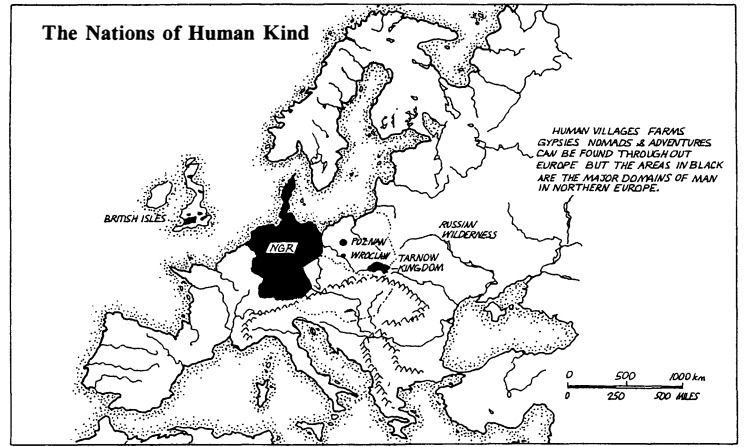 The Nations of Human Kind
HUMAN VILLAGES FARMS
GYPSIES NOMADS & ADVENTURES
CAN BE FOUND THROUGHOUT
EUROPE BUT THE AREAS IN BLACK
ARE THE MAJOR DOMAINS OF MAN
IN NORTHERN EUROPE.
BRITISH ISLES
NGR
POZNAN
WROCLAW
TARNOW
KINGDOM
RUSSIAN
WILDERNESS
0 500 1000 km
0 250 500 MILES